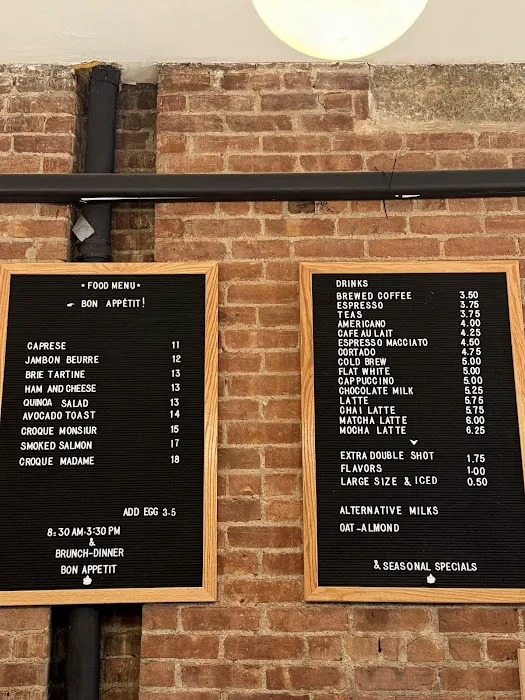 • FOOD MENU •
☛ BON APPÉTIT!
CAPRESE 11
JAMBON BEURRE 12
BRIE TARTINE 13
HAM AND CHEESE 13
QUINOA SALAD 13
AVOCADO TOAST 14
CROQUE MONSIUR 15
SMOKED SALMON 17
CROQUE MADAME 18
ADD EGG 3.5
8:30 AM-3:30 PM
&
BRUNCH-DINNER
BON APPETIT
DRINKS
BREWED COFFEE 3.50
ESPRESSO 3.75
TEAS 3.75
AMERICANO 4.00
CAFE AU LAIT 4.25
ESPRESSO MACCIATO 4.50
CORTADO 4.75
COLD BREW 5.00
FLAT WHITE 5.00
CAPPUCCINO 5.00
CHOCOLATE MILK 5.25
LATTE 5.75
CHAI LATTE 5.75
MATCHA LATTE 6.00
MOCHA LATTE 6.25
EXTRA DOUBLE SHOT 1.75
FLAVORS 1.00
LARGE SIZE & ICED 0.50
ALTERNATIVE MILKS
OAT-ALMOND
& SEASONAL SPECIALS